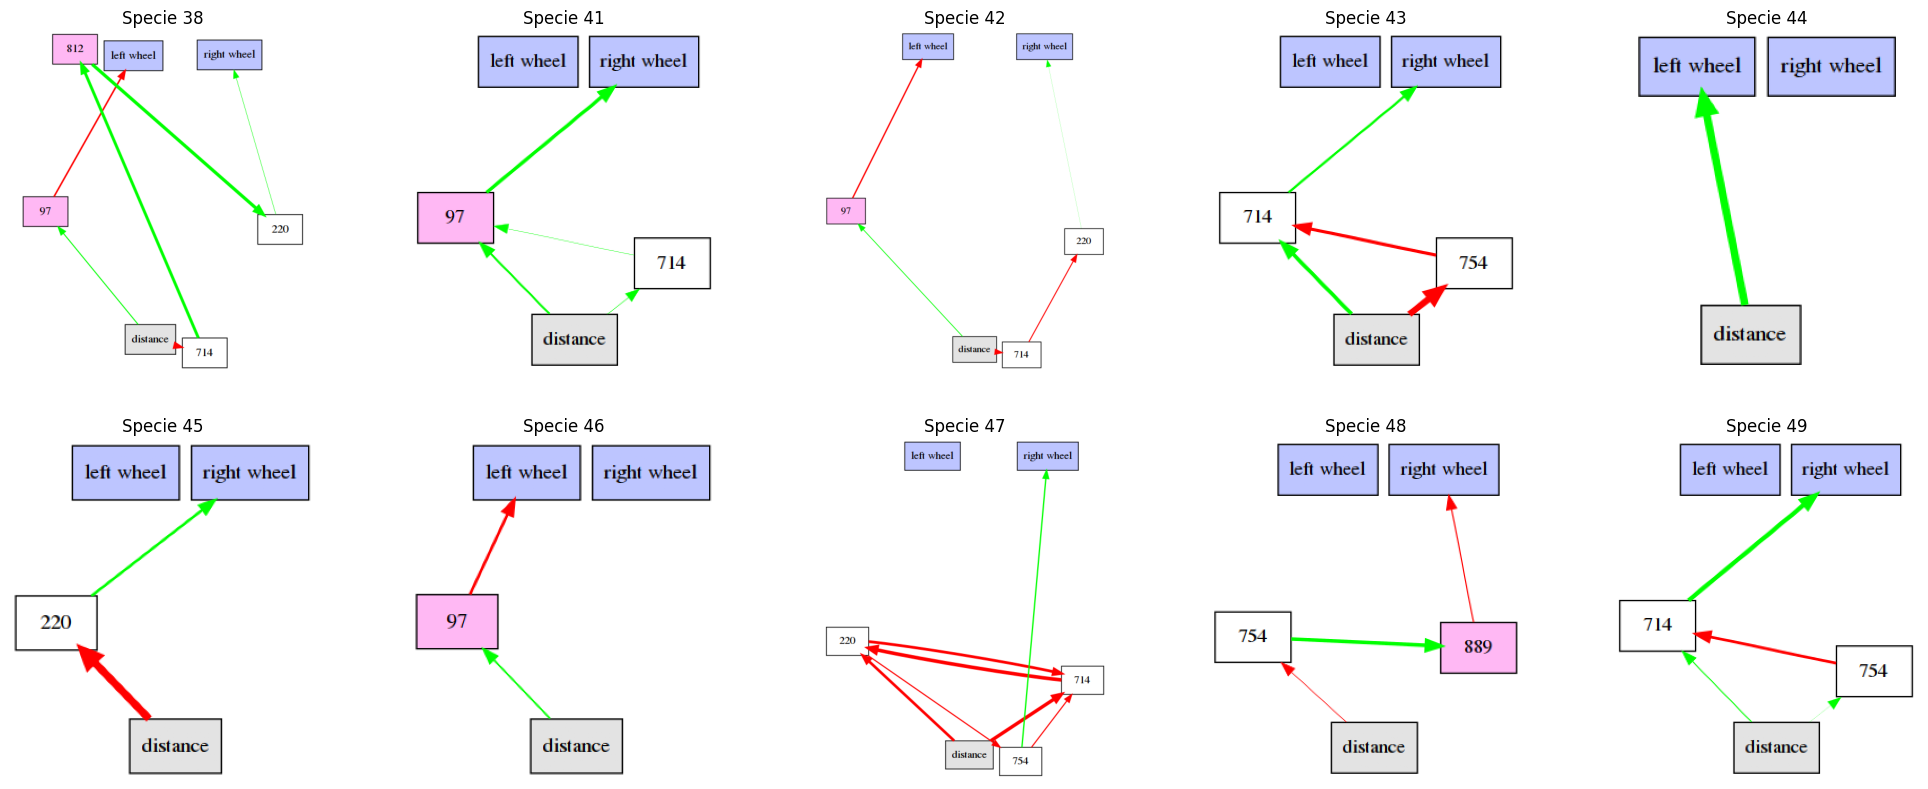 Specie 38
812
left wheel
right wheel
97
220
distance
714
Specie 41
left wheel
right wheel
97
714
distance
Specie 42
left wheel
right wheel
97
220
distance
714
Specie 43
left wheel
right wheel
714
754
distance
Specie 44
left wheel
right wheel
distance
Specie 45
left wheel
right wheel
220
distance
Specie 46
left wheel
right wheel
97
distance
Specie 47
left wheel
right wheel
220
714
distance
754
Specie 48
left wheel
right wheel
754
889
distance
Specie 49
left wheel
right wheel
714
754
distance